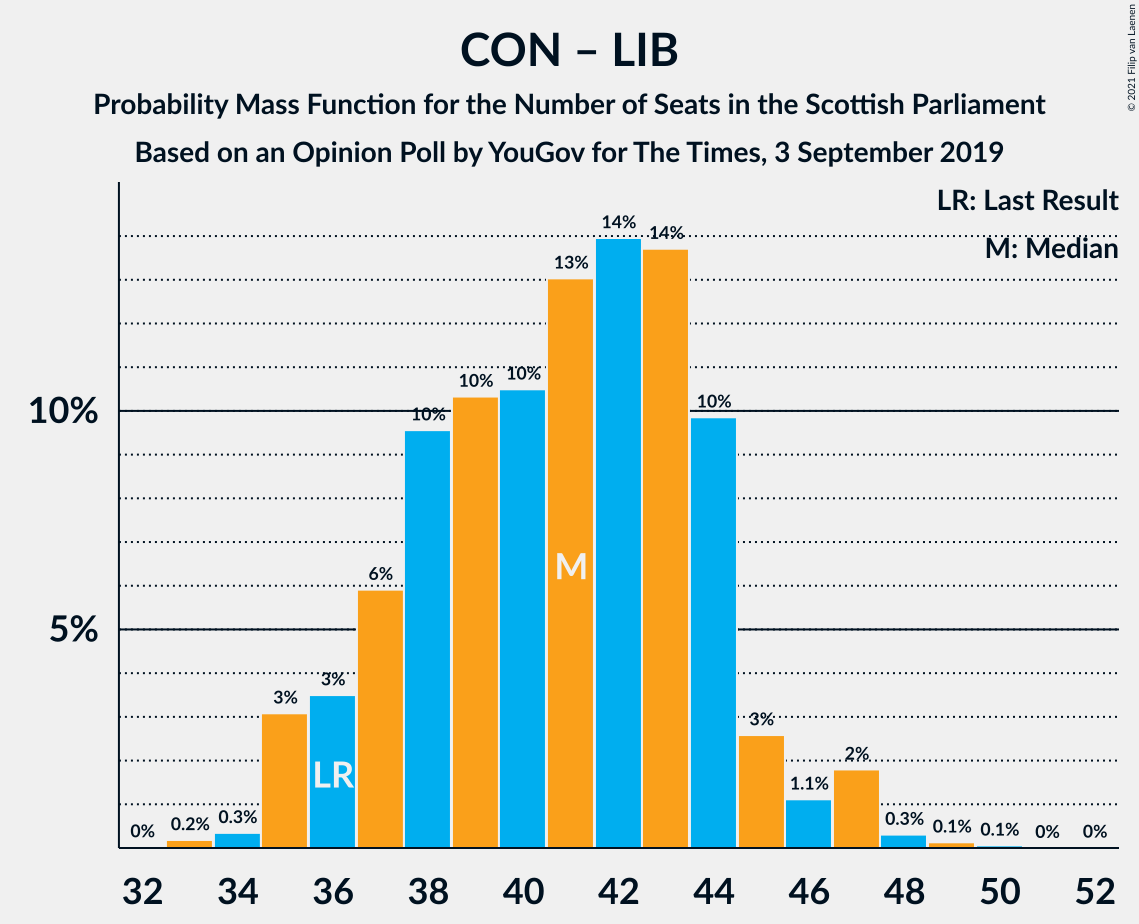 CON – LIB
Probability Mass Function for the Number of Seats in the Scottish Parliament
Based on an Opinion Poll by YouGov for The Times, 3 September 2019
© 2021 Filip van Laenen
LR: Last Result
M: Median
10%
5%
0%
0.2%
0.3%
3%
3%
6%
10%
10%
10%
13%
14%
14%
10%
3%
1.1%
2%
0.3%
0.1%
0.1%
0%
0%
LR
M
32 34 36 38 40 42 44 46 48 50 52